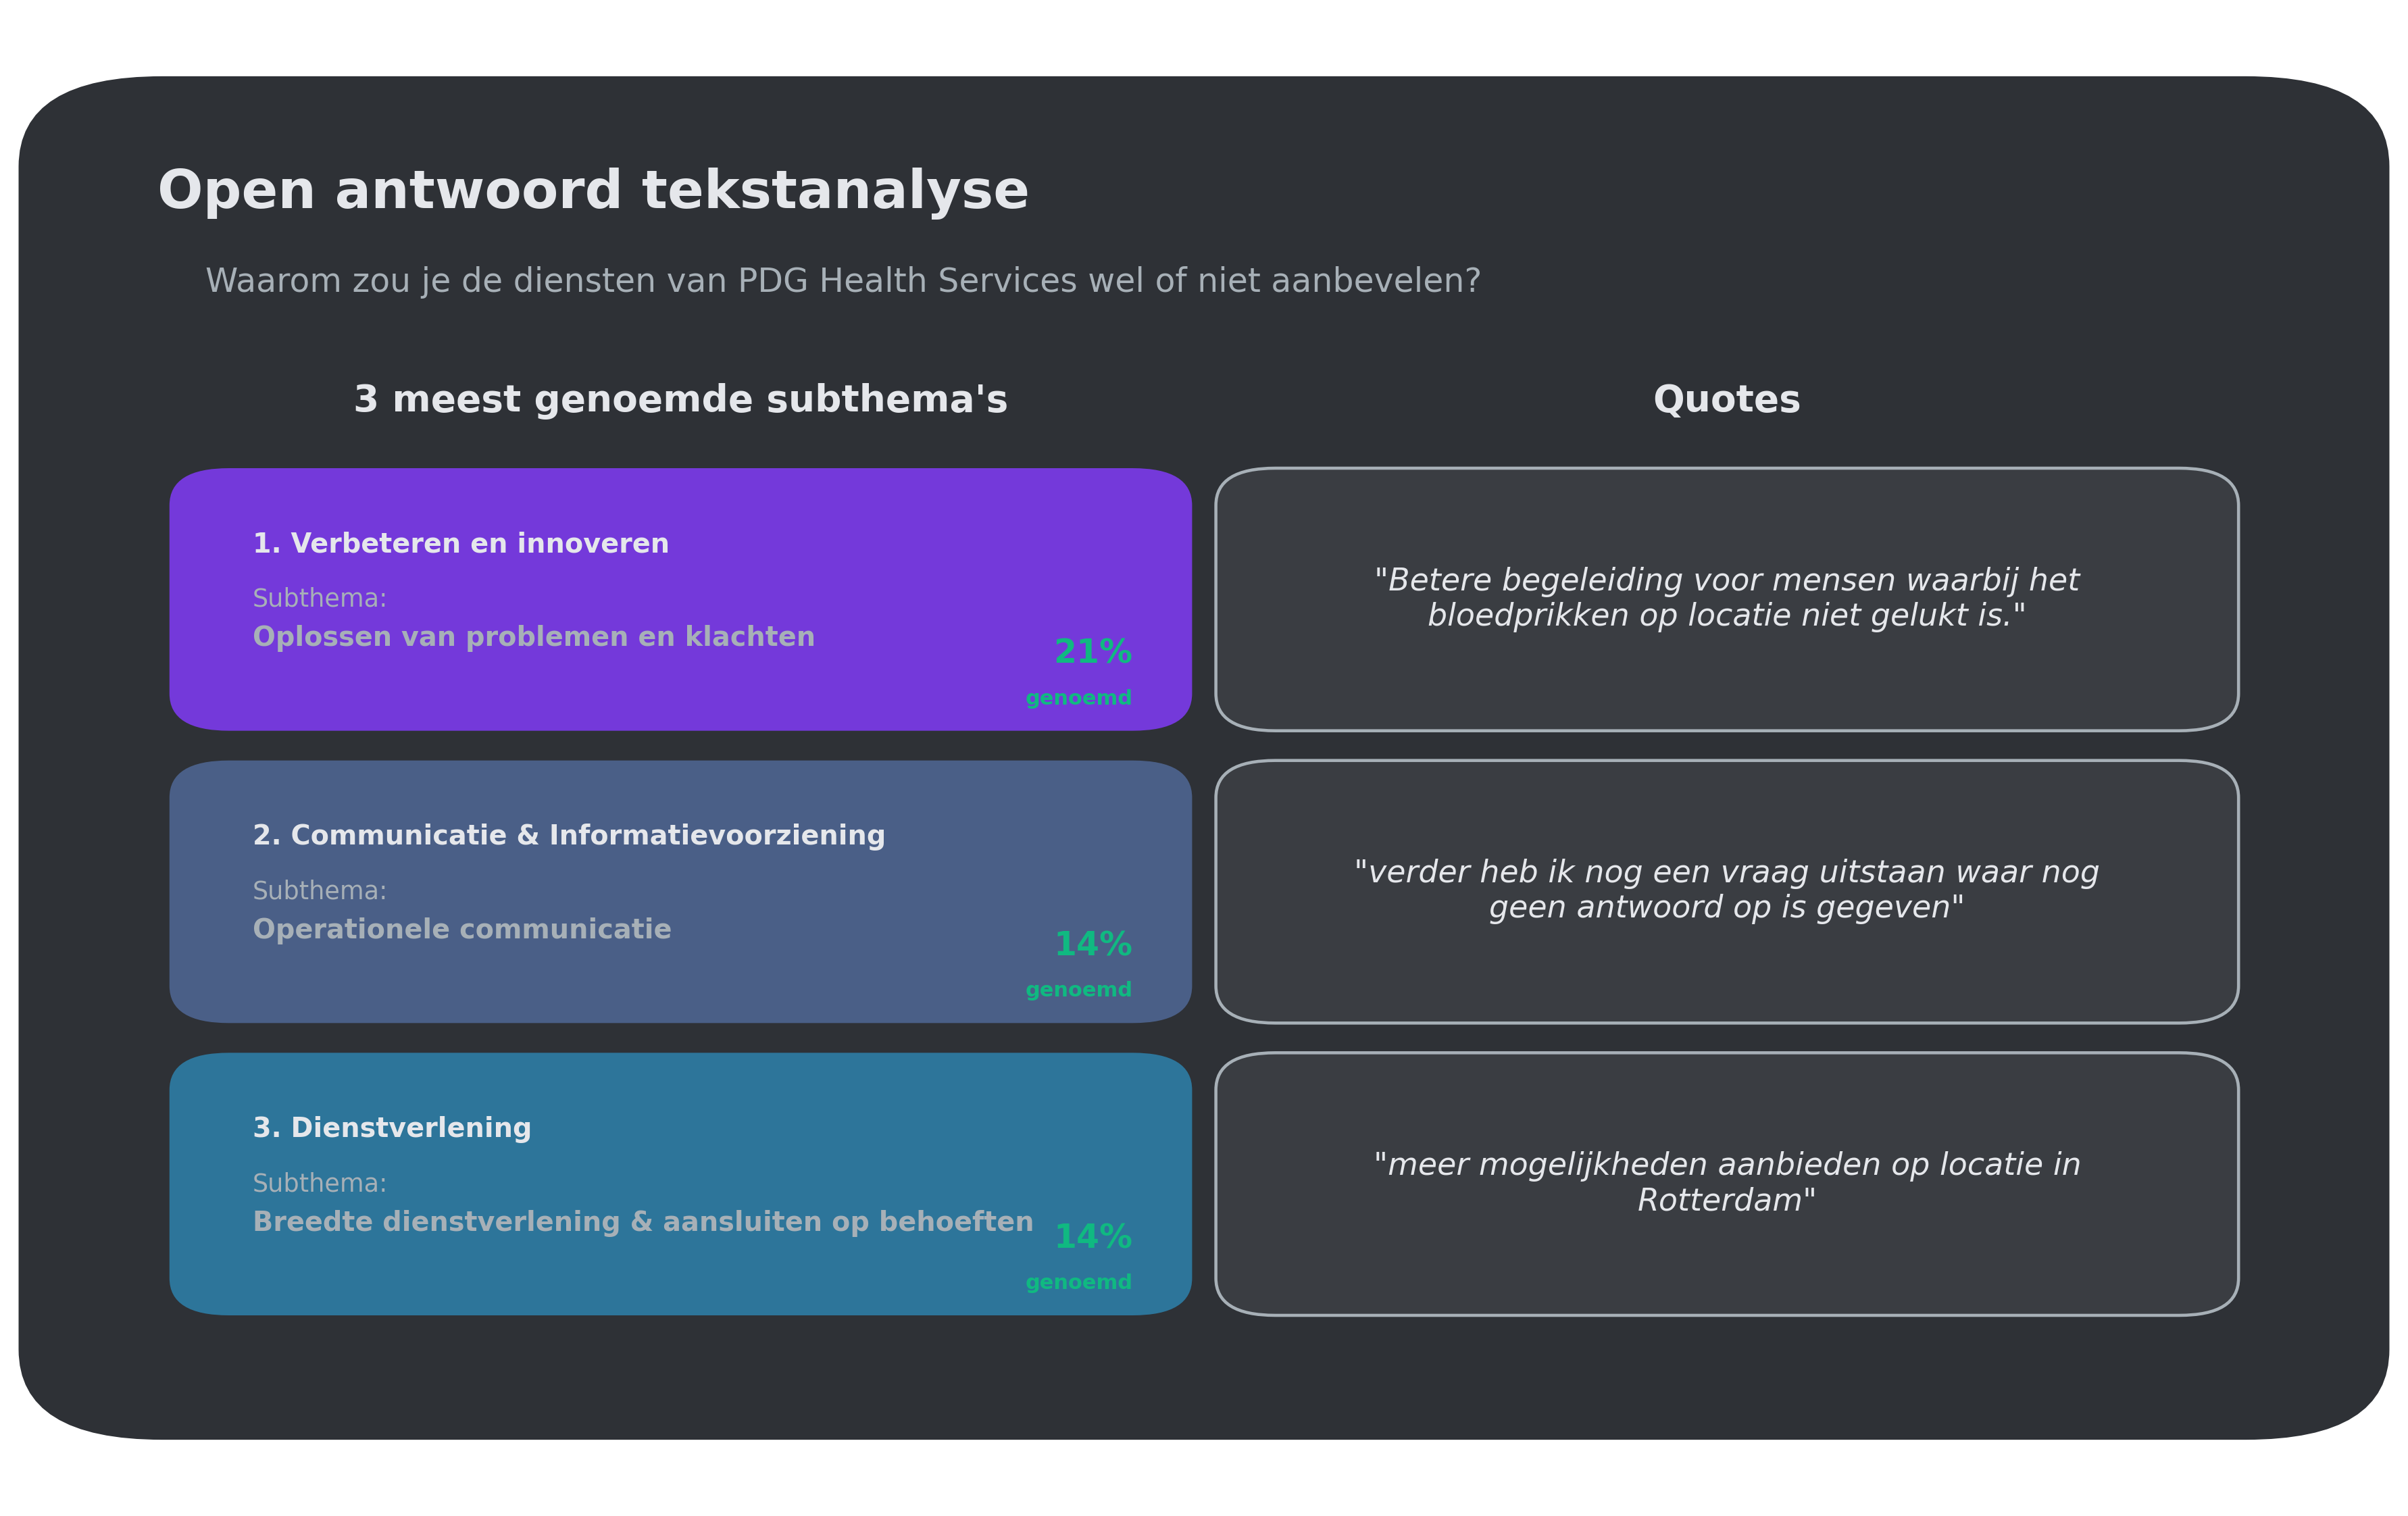 Open antwoord tekstanalyse
Waarom zou je de diensten van PDG Health Services wel of niet aanbevelen?
3 meest genoemde subthema's
Quotes
1. Verbeteren en innoveren
Subthema:
Oplossen van problemen en klachten
21%
genoemd
"Betere begeleiding voor mensen waarbij het
bloedprikken op locatie niet gelukt is."
2. Communicatie & Informatievoorziening
Subthema:
Operationele communicatie
14%
genoemd
"verder heb ik nog een vraag uitstaan waar nog
geen antwoord op is gegeven"
3. Dienstverlening
Subthema:
Breedte dienstverlening & aansluiten op behoeften
14%
genoemd
"meer mogelijkheden aanbieden op locatie in
Rotterdam"